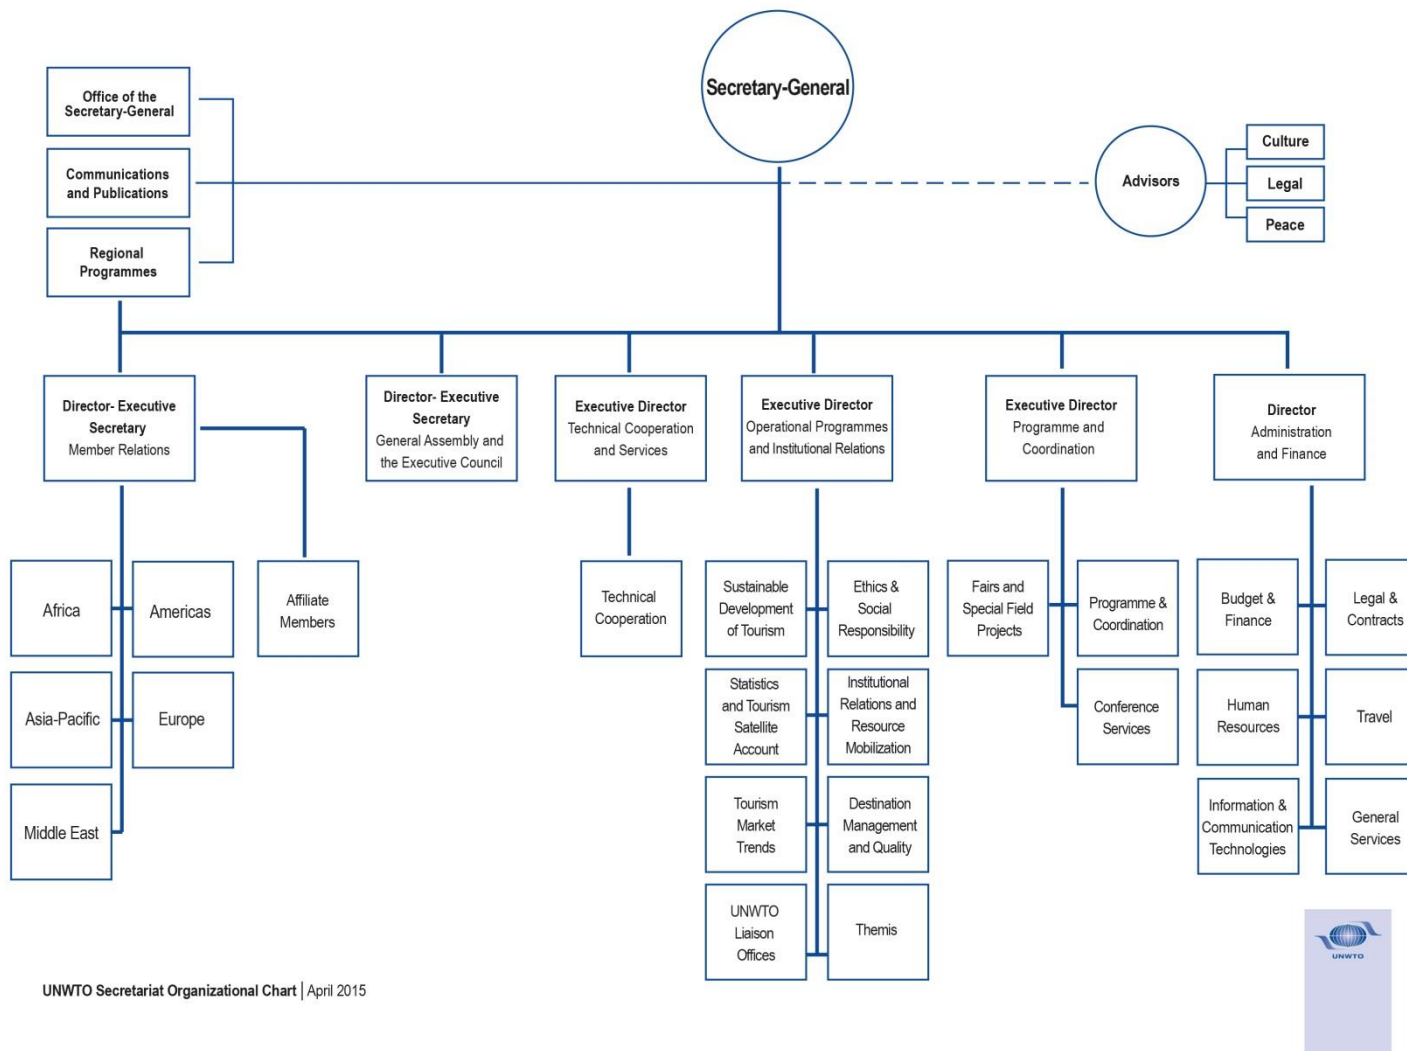 Secretary-General
Office of the
Secretary-General
Communications
and Publications
Regional
Programmes
Advisors
Culture
Legal
Peace
Director- Executive
Secretary
Member Relations
Director- Executive
Secretary
General Assembly and
the Executive Council
Executive Director
Technical Cooperation
and Services
Executive Director
Operational Programmes
and Institutional Relations
Executive Director
Programme and
Coordination
Director
Administration
and Finance
Africa
Americas
Asia-Pacific
Europe
Middle East
Affiliate
Members
Technical
Cooperation
Sustainable
Development
of Tourism
Ethics &
Social
Responsibility
Statistics
and Tourism
Satellite
Account
Institutional
Relations and
Resource
Mobilization
Tourism
Market
Trends
Destination
Management
and Quality
UNWTO
Liaison
Offices
Themis
Fairs and
Special Field
Projects
Programme &
Coordination
Conference
Services
Budget &
Finance
Legal &
Contracts
Human
Resources
Travel
Information &
Communication
Technologies
General
Services
UNWTO
UNWTO Secretariat Organizational Chart | April 2015